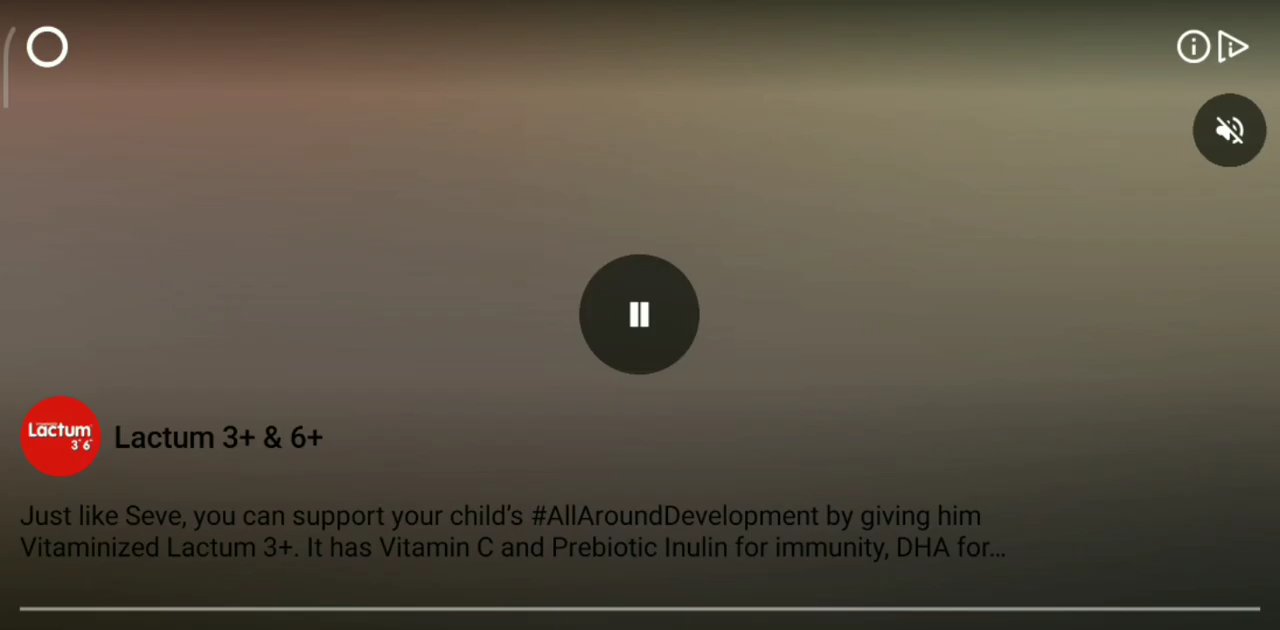 Lactum
3+ 6+
Lactum 3+ & 6+
Just like Seve, you can support your child’s #AllAroundDevelopment by giving him
Vitaminized Lactum 3+. It has Vitamin C and Prebiotic Inulin for immunity, DHA for...